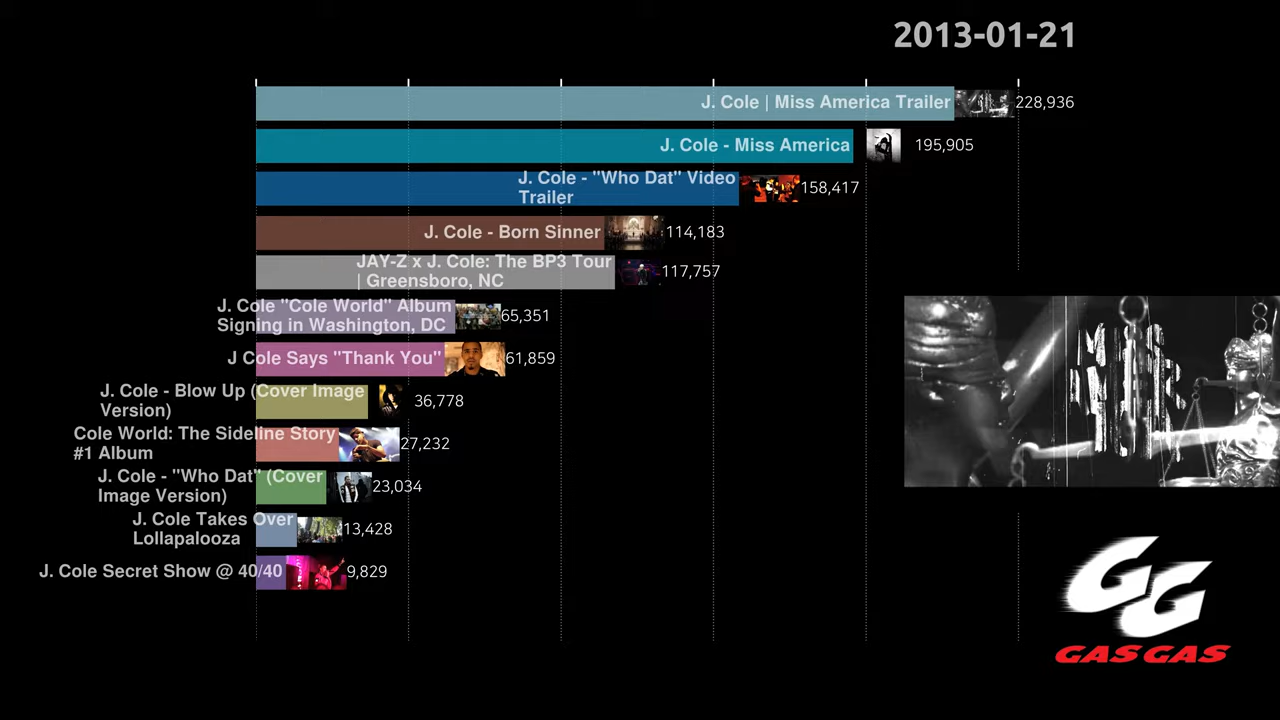 2013-01-21
J. Cole | Miss America Trailer 228,936
J. Cole - Miss America 195,905
J. Cole - "Who Dat" Video
Trailer 158,417
J. Cole - Born Sinner 114,183
JAY-Z x J. Cole: The BP3 Tour
| Greensboro, NC 117,757
J. Cole "Cole World" Album
Signing in Washington, DC 65,351
J Cole Says "Thank You" 61,859
J. Cole - Blow Up (Cover Image
Version) 36,778
Cole World: The Sideline Story
#1 Album 27,232
J. Cole - "Who Dat" (Cover
Image Version) 23,034
J. Cole Takes Over
Lollapalooza 13,428
J. Cole Secret Show @ 40/40 9,829
GG
GAS GAS